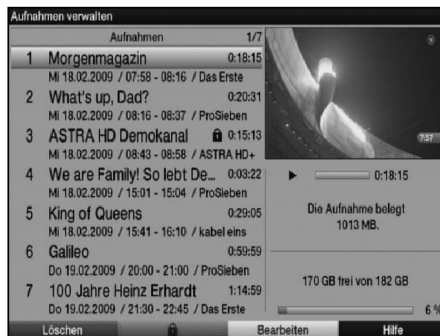 Aufnahmen verwalten
Aufnahmen 1/7
1 Morgenmagazin 0:18:15
Mi 18.02.2009 / 07:58 - 08:16 / Das Erste
2 What's up, Dad? 0:20:31
Mi 18.02.2009 / 08:16 - 08:37 / ProSieben
3 ASTRA HD Demokanal 0:15:13
Mi 18.02.2009 / 08:43 - 08:58 / ASTRA HD+
4 We are Family! So lebt De... 0:03:22
Mi 18.02.2009 / 15:01 - 15:04 / ProSieben
5 King of Queens 0:29:05
Mi 18.02.2009 / 15:41 - 16:10 / kabel eins
6 Galileo 0:59:59
Do 19.02.2009 / 20:00 - 21:00 / ProSieben
7 100 Jahre Heinz Erhardt 1:14:59
Do 19.02.2009 / 21:30 - 22:45 / Das Erste
7:57
0:18:15
Die Aufnahme belegt
1013 MB.
170 GB frei von 182 GB
6 %
Löschen Bearbeiten Hilfe